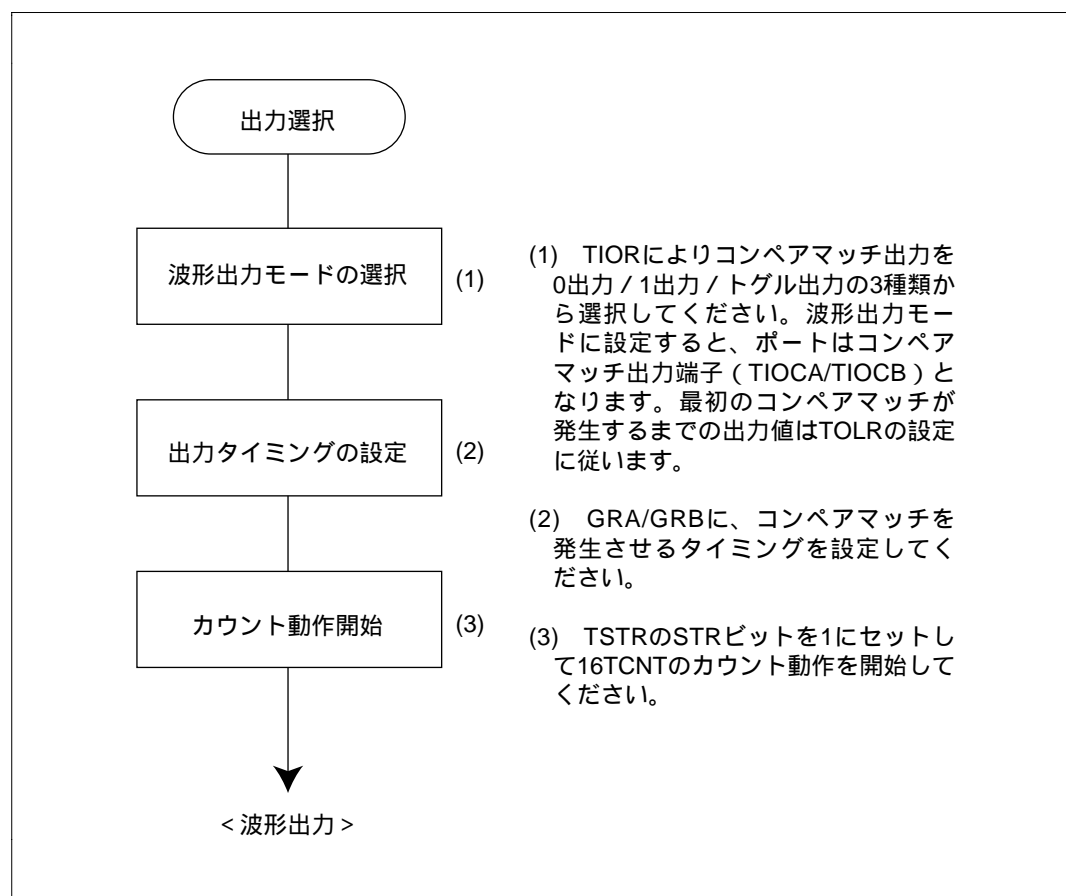 出力選択
波形出力モードの選択
(1)
出力タイミングの設定
(2)
カウント動作開始
(3)
<波形出力>
(1) TIORによりコンペアマッチ出力を
0出力/1出力/トグル出力の3種類か
ら選択してください。波形出力モー
ドに設定すると、ポートはコンペア
マッチ出力端子(TIOCA/TIOCB)と
なります。最初のコンペアマッチが
発生するまでの出力値はTOLRの設定
に従います。
(2) GRA/GRBに、コンペアマッチを
発生させるタイミングを設定してく
ださい。
(3) TSTRのSTRビットを1にセットし
て16TCNTのカウント動作を開始して
ください。